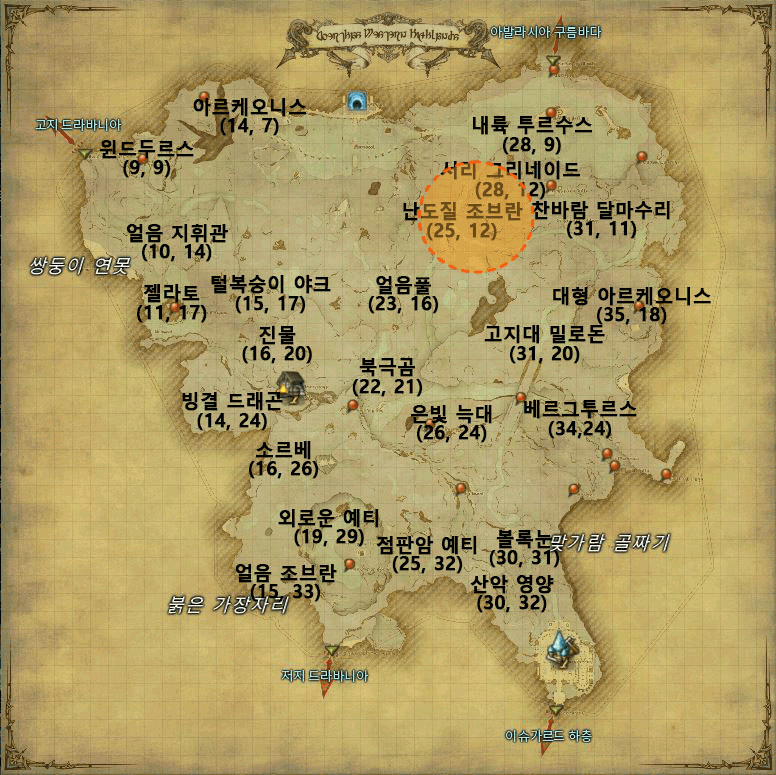 Coerthas Western Highlands
아발라시아 구름바다
고지 드라바니아
아르케오니스
(14, 7)
윈드두르스
(9, 9)
내륙 투르수스
(28, 9)
서리 그리네이드
(28, 12)
난도질 조브란
(25, 12)
찬바람 달마수리
(31, 11)
얼음 지휘관
(10, 14)
쌍둥이 연못
젤라토
(11, 17)
털복숭이 야크
(15, 17)
얼음풀
(23, 16)
대형 아르케오니스
(35, 18)
진물
(16, 20)
고지대 밀로돈
(31, 20)
북극곰
(22, 21)
빙결 드래곤
(14, 24)
은빛 늑대
(26, 24)
베르그투르스
(34,24)
소르베
(16, 26)
외로운 예티
(19, 29)
점판암 예티
(25, 32)
볼록눈
(30, 31)
맞가람 골짜기
얼음 조브란
(15, 33)
붉은 가장자리
산악 영양
(30, 32)
저지 드라바니아
이슈가르드 하층